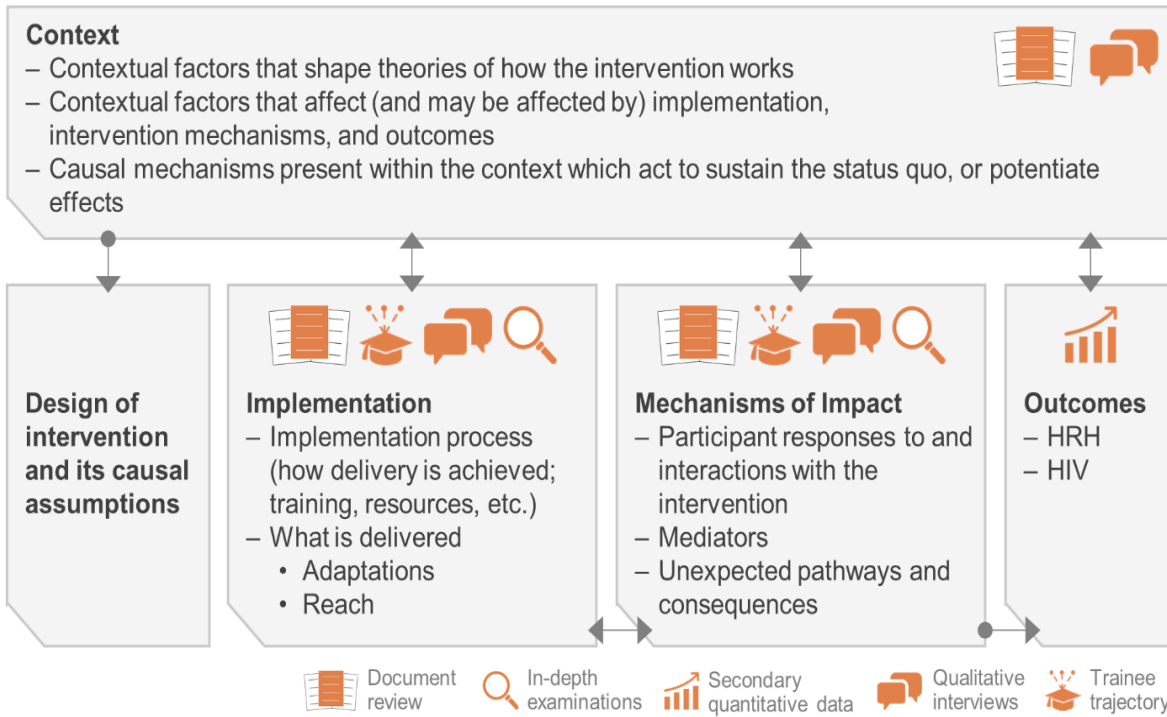 Context
– Contextual factors that shape theories of how the intervention works
– Contextual factors that affect (and may be affected by) implementation,
intervention mechanisms, and outcomes
– Causal mechanisms present within the context which act to sustain the status quo, or potentiate
effects
Design of
intervention
and its causal
assumptions
Implementation
– Implementation process
(how delivery is achieved;
training, resources, etc.)
– What is delivered
• Adaptations
• Reach
Mechanisms of Impact
– Participant responses to and
interactions with the
intervention
– Mediators
– Unexpected pathways and
consequences
Outcomes
– HRH
– HIV
Document
review
In-depth
examinations
Secondary
quantitative data
Qualitative
interviews
Trainee
trajectory